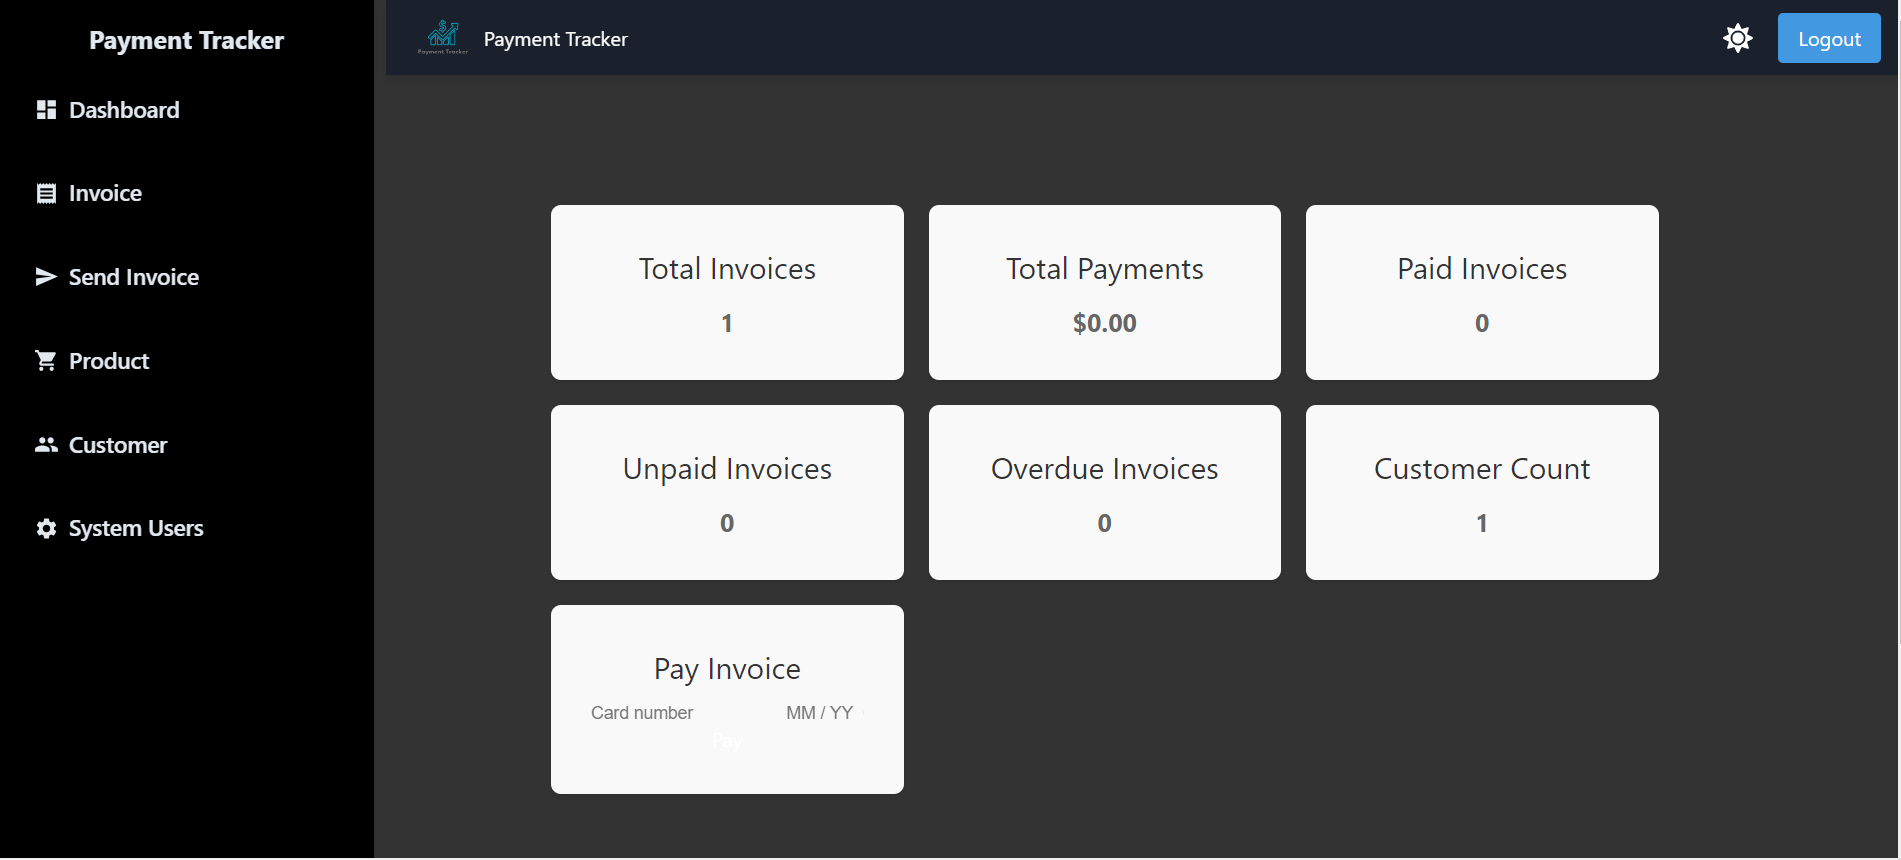 Payment Tracker
Dashboard
Invoice
Send Invoice
Product
Customer
System Users
Payment Tracker
Payment Tracker
Logout
Total Invoices
1
Total Payments
$0.00
Paid Invoices
0
Unpaid Invoices
0
Overdue Invoices
0
Customer Count
1
Pay Invoice
Card number MM / YY
Pay